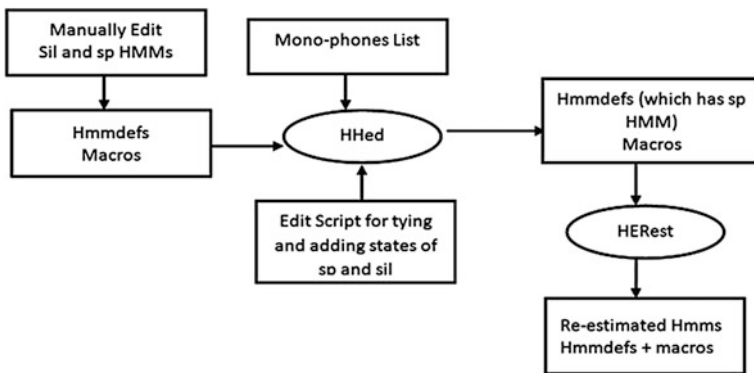 Manually Edit
Sil and sp HMMs
Mono-phones List
Hmmdefs
Macros
HHed
Hmmdefs (which has sp
HMM)
Macros
Edit Script for tying
and adding states of
sp and sil
HERest
Re-estimated Hmms
Hmmdefs + macros